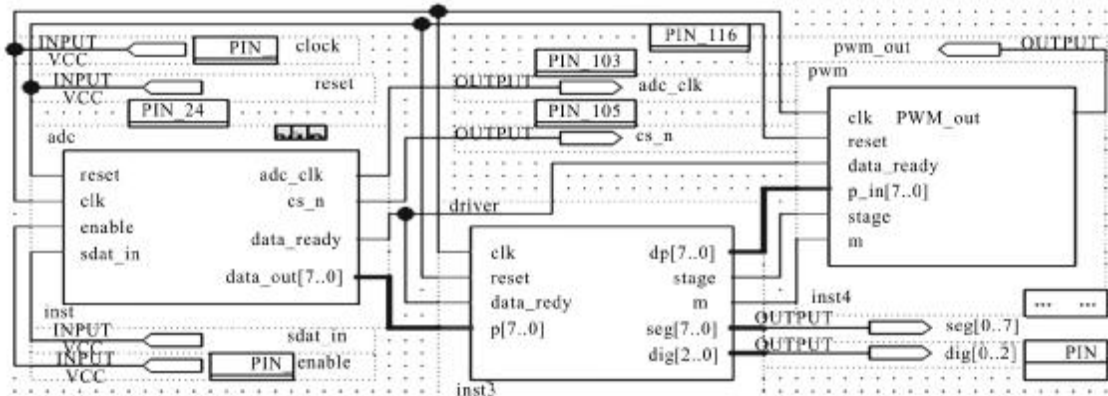 INPUT
VCC
PIN_
clock
INPUT
VCC
reset
PIN_24
PIN_116
pwm_out
OUTPUT
PIN_103
OUTPUT
adc_clk
PIN_105
OUTPUT
cs_n
adc
reset
clk
enable
sdat_in
adc_clk
cs_n
data_ready
data_out[7..0]
inst
INPUT
VCC
sdat_in
INPUT
VCC
PIN_
enable
driver
clk
reset
data_redy
p[7..0]
dp[7..0]
stage
m
seg[7..0]
dig[2..0]
inst3
pwm
clk
PWM_out
reset
data_ready
p_in[7..0]
stage
m
inst4
... ...
OUTPUT
seg[0..7]
OUTPUT
dig[0..2]
PIN